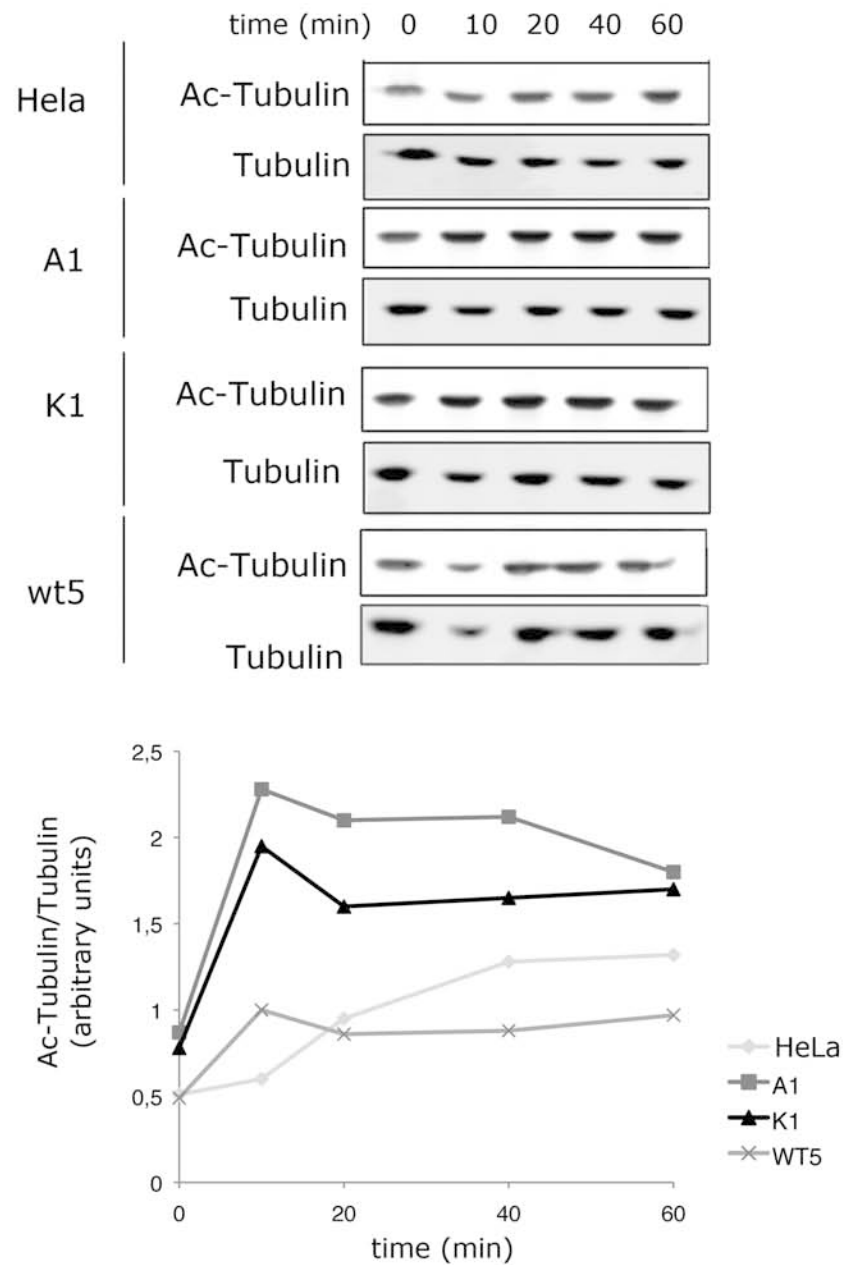 time (min) 0 10 20 40 60
Hela
Ac-Tubulin
Tubulin
A1
Ac-Tubulin
Tubulin
K1
Ac-Tubulin
Tubulin
wt5
Ac-Tubulin
Tubulin
Ac-Tubulin/Tubulin
(arbitrary units)
2,5
2
1,5
1
0,5
0
0 20 40 60
time (min)
HeLa
A1
K1
WT5